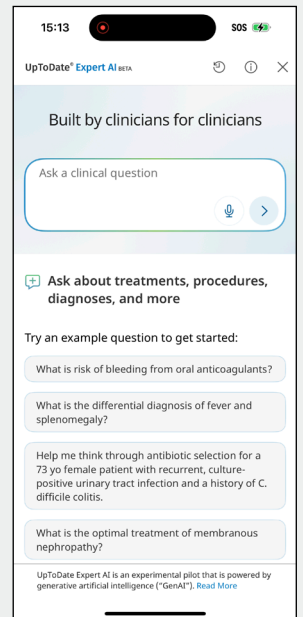 15:13
SOS
UpToDate® Expert AI BETA
Built by clinicians for clinicians
Ask a clinical question
Ask about treatments, procedures,
diagnoses, and more
Try an example question to get started:
What is risk of bleeding from oral anticoagulants?
What is the differential diagnosis of fever and
splenomegaly?
Help me think through antibiotic selection for a
73 yo female patient with recurrent, culture-
positive urinary tract infection and a history of C.
difficile colitis.
What is the optimal treatment of membranous
nephropathy?
UpToDate Expert AI is an experimental pilot that is powered by
generative artificial intelligence ("GenAI"). Read More